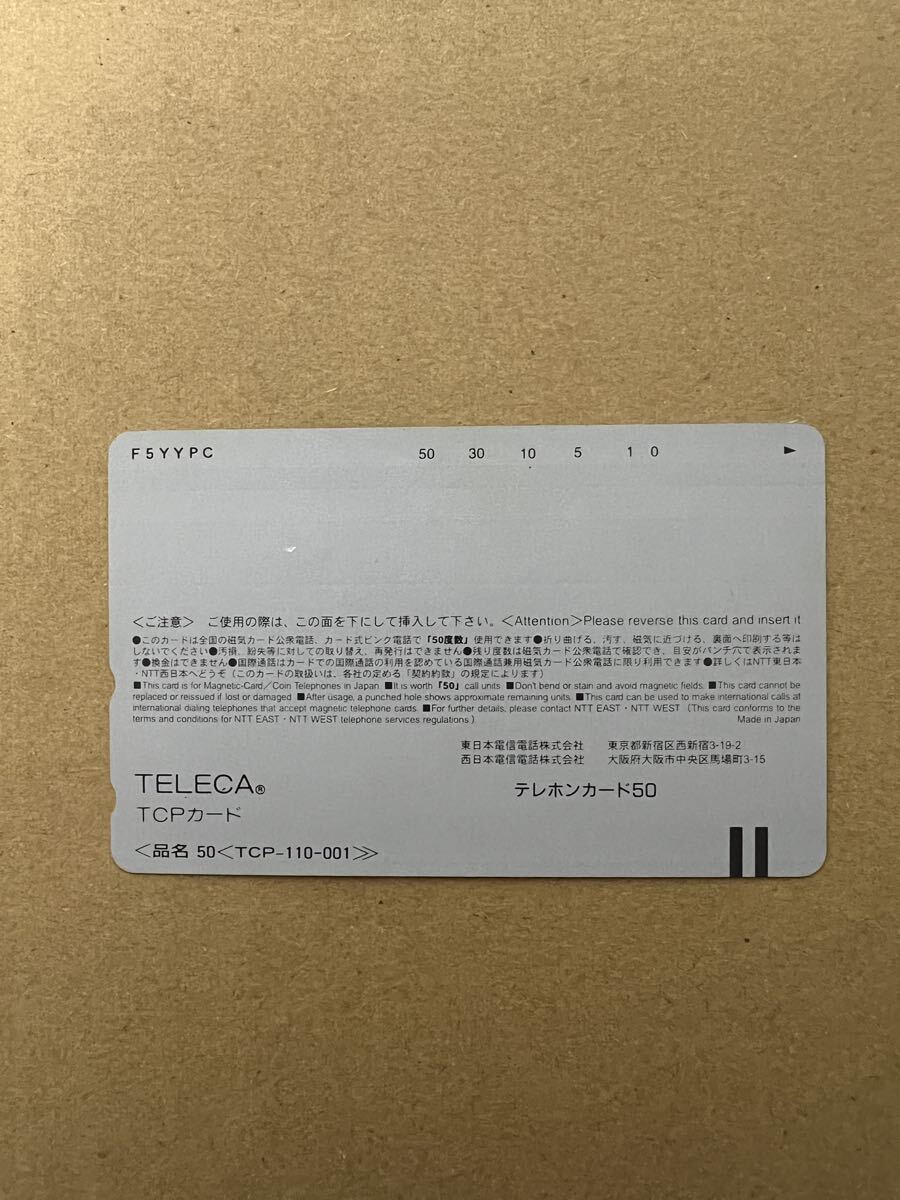 F5YYPC 50 30 10 5 1 0
<ご注意> ご使用の際は、この面を下にして挿入して下さい。<Attention>Please reverse this card and insert it
●このカードは全国の磁気カード公衆電話、カード式ピンク電話で「50度数」使用できます●折り曲げる、汚す、磁気に近づける、裏面へ印刷する等は
しないでください●汚損、紛失等に対しての取り替え、再発行はできません●残り度数は磁気カード公衆電話で確認でき、目安がパンチ穴で表示されま
す●換金はできません●国際通話はカードでの国際通話の利用を認めている国際通話兼用磁気カード公衆電話に限り利用できます●詳しくはNTT東日本
・NTT西日本へどうぞ(このカードの取扱いは、各社の定める「契約約款」の規定によります)
■This card is for Magnetic-Card/Coin Telephones in Japan. ■It is worth「50」call units ■Don't bend or stain and avoid magnetic fields. ■This card cannot be
replaced or reissued if lost or damaged. ■After usage, a punched hole shows approximate remaining units. ■This card can be used to make international calls at
international dialing telephones that accept magnetic telephone cards. ■For further details, please contact NTT EAST・NTT WEST (This card conforms to the
terms and conditions for NTT EAST・NTT WEST telephone services regulations.) Made in Japan
東日本電信電話株式会社 東京都新宿区西新宿3-19-2
西日本電信電話株式会社 大阪府大阪市中央区馬場町3-15
TELECA® テレホンカード50
TCPカード
<品名 50<TCP-110-001≫